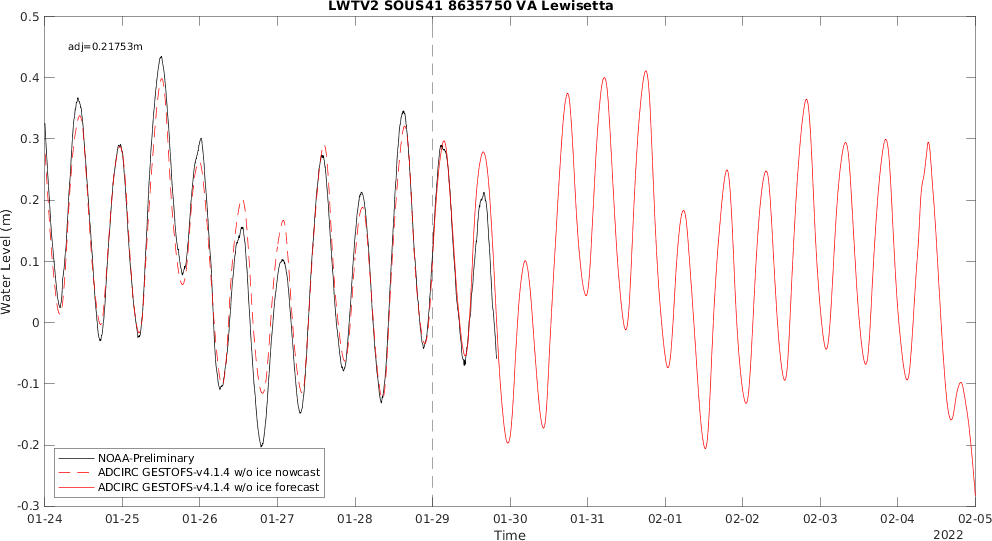 LWTV2 SOUS41 8635750 VA Lewisetta
adj=0.21753m
0.5
0.4
0.3
0.2
0.1
0
-0.1
-0.2
-0.3
Water Level (m)
NOAA-Preliminary
ADCIRC GESTOFS-v4.1.4 w/o ice nowcast
ADCIRC GESTOFS-v4.1.4 w/o ice forecast
01-24 01-25 01-26 01-27 01-28 01-29 01-30 01-31 02-01 02-02 02-03 02-04 02-05
Time
2022